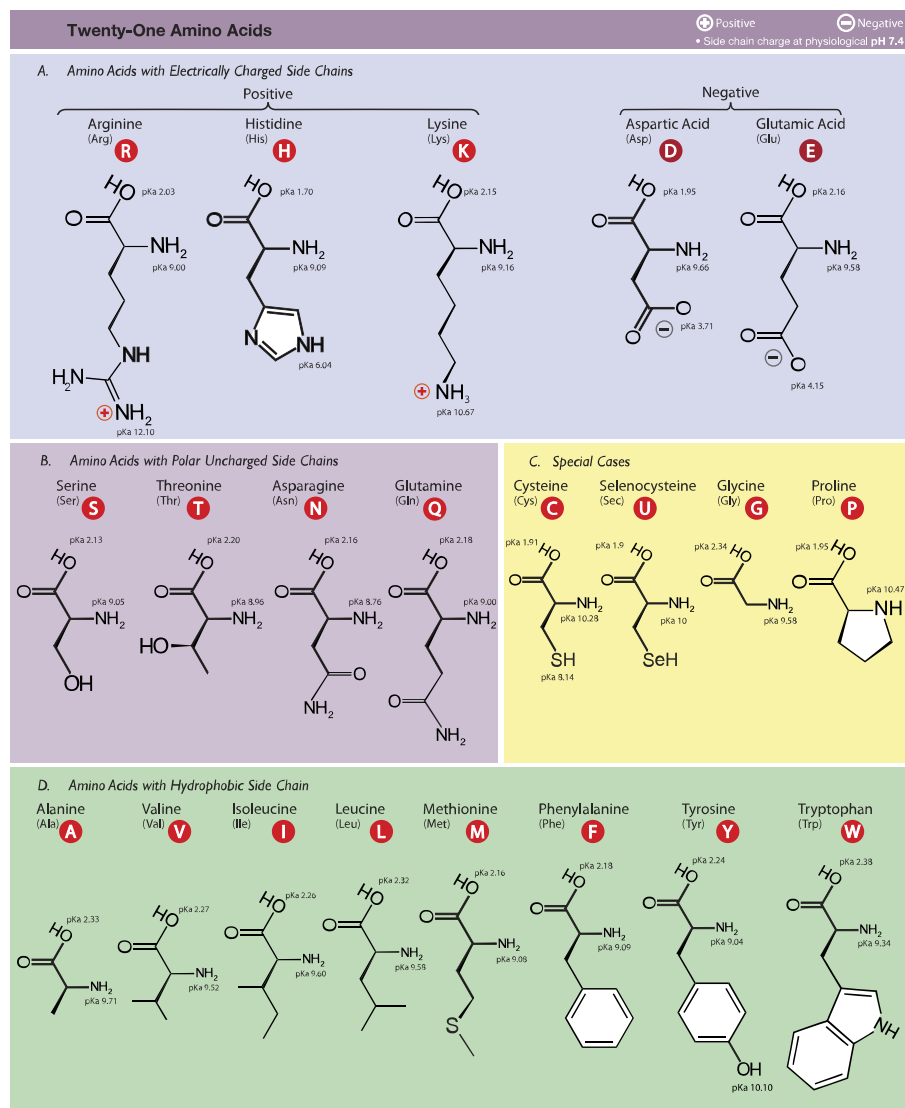 Twenty-One Amino Acids
+ Positive
− Negative
• Side chain charge at physiological pH 7.4
A. Amino Acids with Electrically Charged Side Chains
Positive
Negative
Arginine
(Arg)
R
Histidine
(His)
H
Lysine
(Lys)
K
Aspartic Acid
(Asp)
D
Glutamic Acid
(Glu)
E
HO
pKa 2.03
O
NH2
pKa 9.00
NH
H2N
+
NH2
pKa 12.10
HO
pKa 1.70
O
NH2
pKa 9.09
N
NH
pKa 6.04
HO
pKa 2.15
O
NH2
pKa 9.16
+
NH3
pKa 10.67
HO
pKa 1.95
O
NH2
pKa 9.66
O
O
−
pKa 3.71
HO
pKa 2.16
O
NH2
pKa 9.58
O
−
O
pKa 4.15
B. Amino Acids with Polar Uncharged Side Chains
Serine
(Ser)
S
Threonine
(Thr)
T
Asparagine
(Asn)
N
Glutamine
(Gln)
Q
pKa 2.13
HO
O
pKa 9.05
NH2
OH
pKa 2.20
HO
O
pKa 8.96
NH2
HO
pKa 2.16
HO
O
pKa 8.76
NH2
O
NH2
pKa 2.18
HO
O
pKa 9.00
NH2
O
NH2
C. Special Cases
Cysteine
(Cys)
C
Selenocysteine
(Sec)
U
Glycine
(Gly)
G
Proline
(Pro)
P
pKa 1.91
HO
O
NH2
pKa 10.28
SH
pKa 8.14
pKa 1.9
HO
O
NH2
pKa 10
SeH
pKa 2.34
HO
O
NH2
pKa 9.58
pKa 1.95
HO
O
pKa 10.47
NH
D. Amino Acids with Hydrophobic Side Chain
Alanine
(Ala)
A
Valine
(Val)
V
Isoleucine
(Ile)
I
Leucine
(Leu)
L
Methionine
(Met)
M
Phenylalanine
(Phe)
F
Tyrosine
(Tyr)
Y
Tryptophan
(Trp)
W
pKa 2.33
HO
O
NH2
pKa 9.71
pKa 2.27
HO
O
NH2
pKa 9.52
pKa 2.26
HO
O
NH2
pKa 9.60
pKa 2.32
HO
O
NH2
pKa 9.58
pKa 2.16
HO
O
NH2
pKa 9.08
S
pKa 2.18
HO
O
NH2
pKa 9.09
pKa 2.24
HO
O
NH2
pKa 9.04
OH
pKa 10.10
pKa 2.38
HO
O
NH2
pKa 9.34
NH